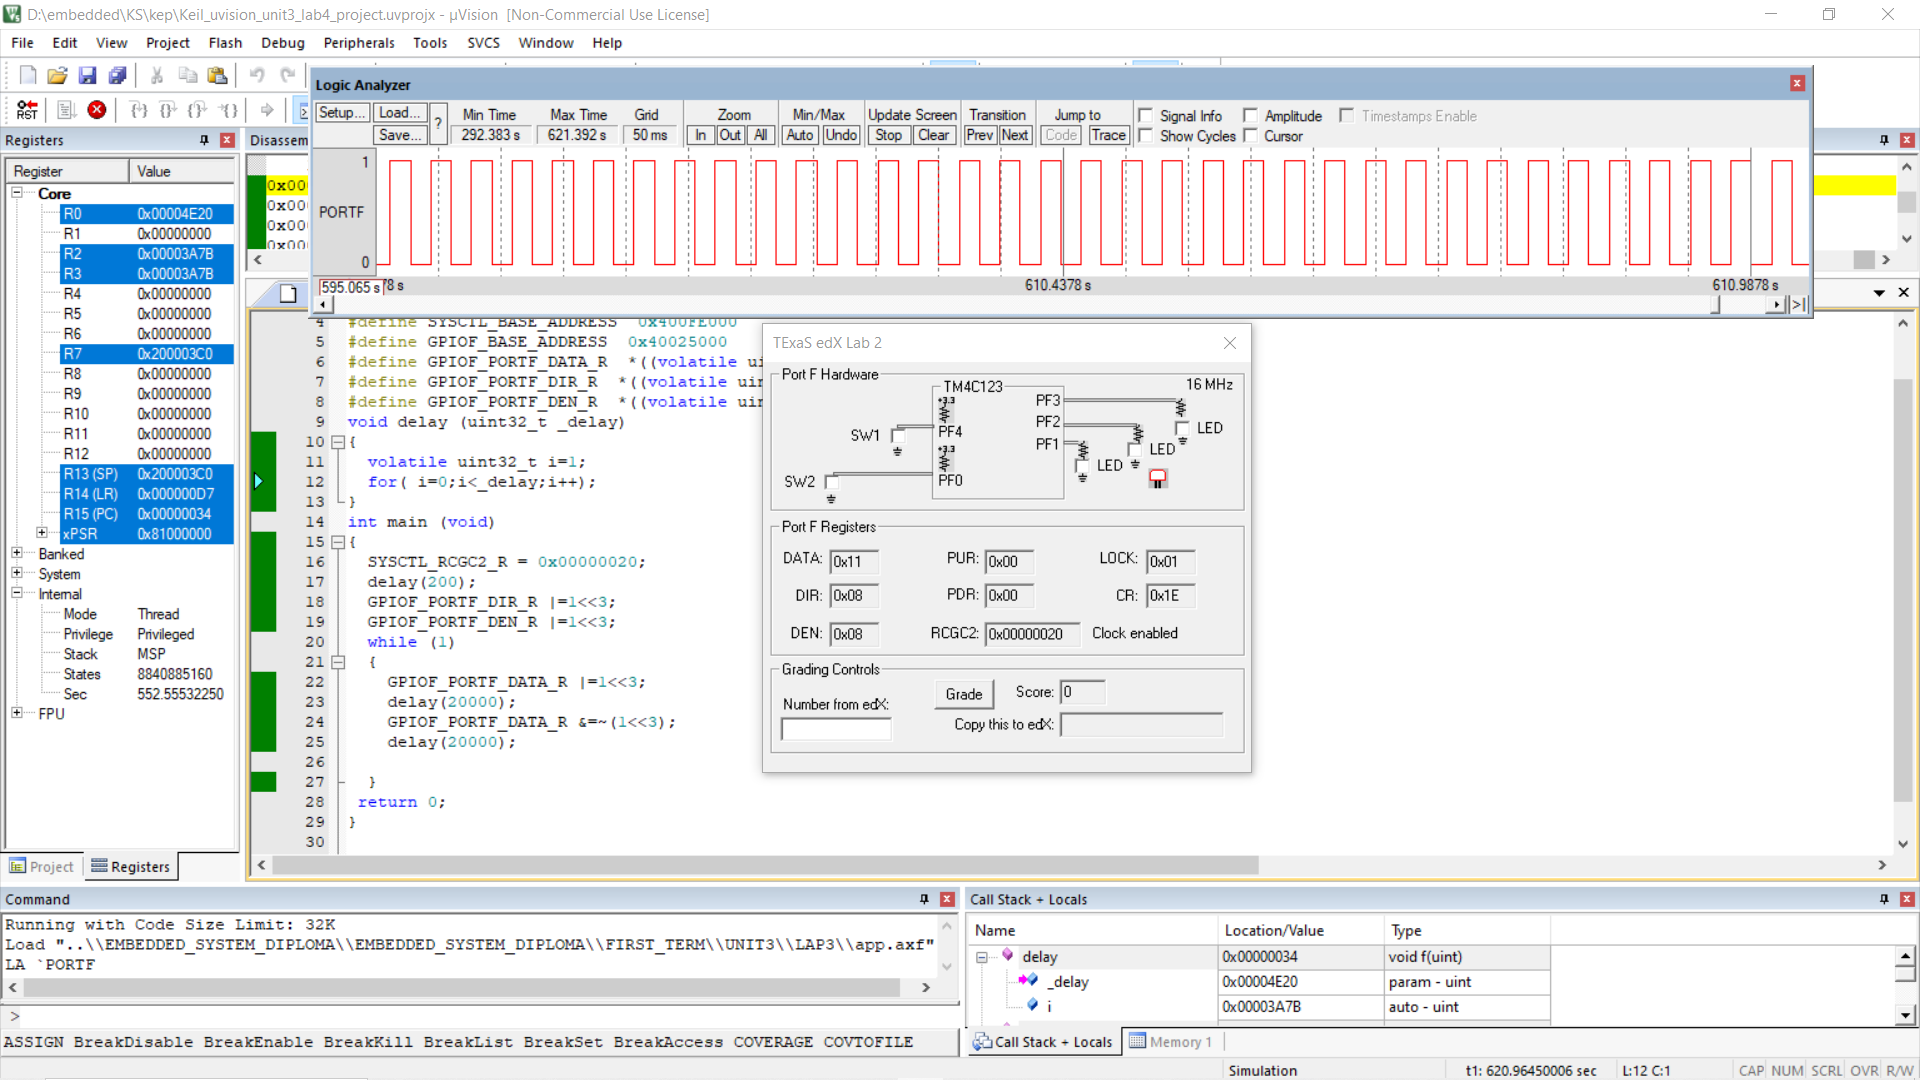 D:\embedded\KS\kep\Keil_uvision_unit3_lab4_project.uvprojx - µVision [Non-Commercial Use License]
File Edit View Project Flash Debug Peripherals Tools SVCS Window Help
Logic Analyzer
Setup... Load... Min Time Max Time Grid Zoom Min/Max Update Screen Transition Jump to Signal Info Amplitude Timestamps Enable
Save... ? 292.383 s 621.392 s 50 ms In Out All Auto Undo Stop Clear Prev Next Code Trace Show Cycles Cursor
1
PORTF
0
595.065 s 78 s 610.4378 s 610.9878 s
RST
Registers
Register Value
Core
R0 0x00004E20
R1 0x00000000
R2 0x00003A7B
R3 0x00003A7B
R4 0x00000000
R5 0x00000000
R6 0x00000000
R7 0x200003C0
R8 0x00000000
R9 0x00000000
R10 0x00000000
R11 0x00000000
R12 0x00000000
R13 (SP) 0x200003C0
R14 (LR) 0x000000D7
R15 (PC) 0x00000034
xPSR 0x81000000
Banked
System
Internal
Mode Thread
Privilege Privileged
Stack MSP
States 8840885160
Sec 552.55532250
FPU
Project Registers
Disassem
0x00
0x00
0x00
0x00
4 #define SYSCTL_BASE_ADDRESS 0x400FE000
5 #define GPIOF_BASE_ADDRESS 0x40025000
6 #define GPIOF_PORTF_DATA_R *((volatile ui
7 #define GPIOF_PORTF_DIR_R *((volatile uin
8 #define GPIOF_PORTF_DEN_R *((volatile uin
9 void delay (uint32_t _delay)
10 {
11 volatile uint32_t i=1;
12 for( i=0;i<_delay;i++);
13 }
14 int main (void)
15 {
16 SYSCTL_RCGC2_R = 0x00000020;
17 delay(200);
18 GPIOF_PORTF_DIR_R |=1<<3;
19 GPIOF_PORTF_DEN_R |=1<<3;
20 while (1)
21 {
22 GPIOF_PORTF_DATA_R |=1<<3;
23 delay(20000);
24 GPIOF_PORTF_DATA_R &=~(1<<3);
25 delay(20000);
26
27 }
28 return 0;
29 }
30
TExaS edX Lab 2
Port F Hardware
TM4C123 16 MHz
+3.3 PF3
PF2
SW1 PF4 PF1 LED
+3.3 LED
LED
SW2 PF0
Port F Registers
DATA: 0x11 PUR: 0x00 LOCK: 0x01
DIR: 0x08 PDR: 0x00 CR: 0x1E
DEN: 0x08 RCGC2: 0x00000020 Clock enabled
Grading Controls
Number from edX: Grade Score: 0
Copy this to edX:
Command
Running with Code Size Limit: 32K
Load "..\\EMBEDDED_SYSTEM_DIPLOMA\\EMBEDDED_SYSTEM_DIPLOMA\\FIRST_TERM\\UNIT3\\LAP3\\app.axf"
LA `PORTF
>
ASSIGN BreakDisable BreakEnable BreakKill BreakList BreakSet BreakAccess COVERAGE COVTOFILE
Call Stack + Locals
Name Location/Value Type
delay 0x00000034 void f(uint)
_delay 0x00004E20 param - uint
i 0x00003A7B auto - uint
Call Stack + Locals Memory 1
Simulation t1: 620.96450006 sec L:12 C:1 CAP NUM SCRL OVR R/W